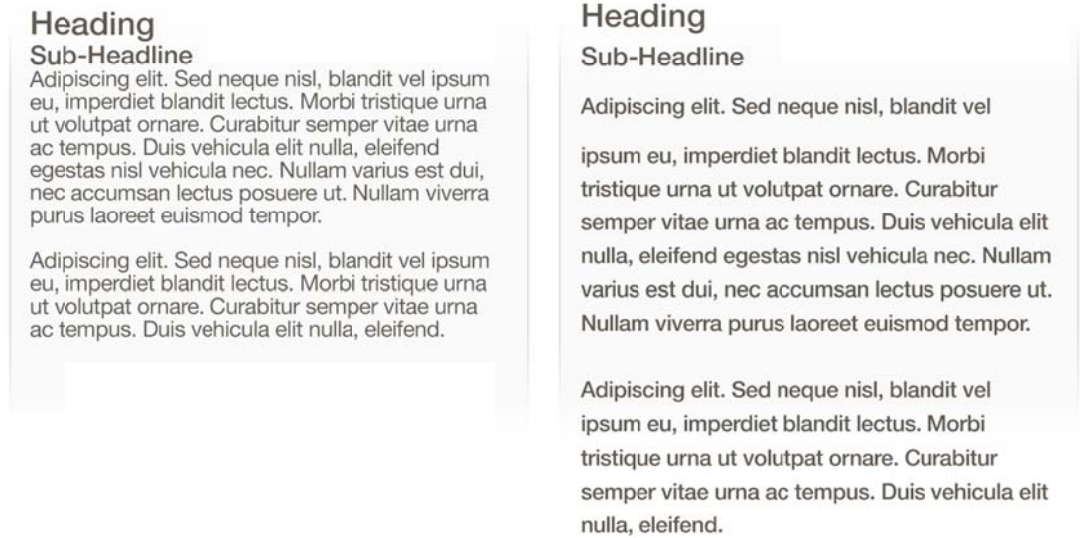 Heading
Sub-Headline
Adipiscing elit. Sed neque nisl, blandit vel ipsum
eu, imperdiet blandit lectus. Morbi tristique urna
ut volutpat ornare. Curabitur semper vitae urna
ac tempus. Duis vehicula elit nulla, eleifend
egestas nisl vehicula nec. Nullam varius est dui,
nec accumsan lectus posuere ut. Nullam viverra
purus laoreet euismod tempor.
Adipiscing elit. Sed neque nisl, blandit vel ipsum
eu, imperdiet blandit lectus. Morbi tristique urna
ut volutpat ornare. Curabitur semper vitae urna
ac tempus. Duis vehicula elit nulla, eleifend.
Heading
Sub-Headline
Adipiscing elit. Sed neque nisl, blandit vel
ipsum eu, imperdiet blandit lectus. Morbi
tristique urna ut volutpat ornare. Curabitur
semper vitae urna ac tempus. Duis vehicula elit
nulla, eleifend egestas nisl vehicula nec. Nullam
varius est dui, nec accumsan lectus posuere ut.
Nullam viverra purus laoreet euismod tempor.
Adipiscing elit. Sed neque nisl, blandit vel
ipsum eu, imperdiet blandit lectus. Morbi
tristique urna ut volutpat ornare. Curabitur
semper vitae urna ac tempus. Duis vehicula elit
nulla, eleifend.